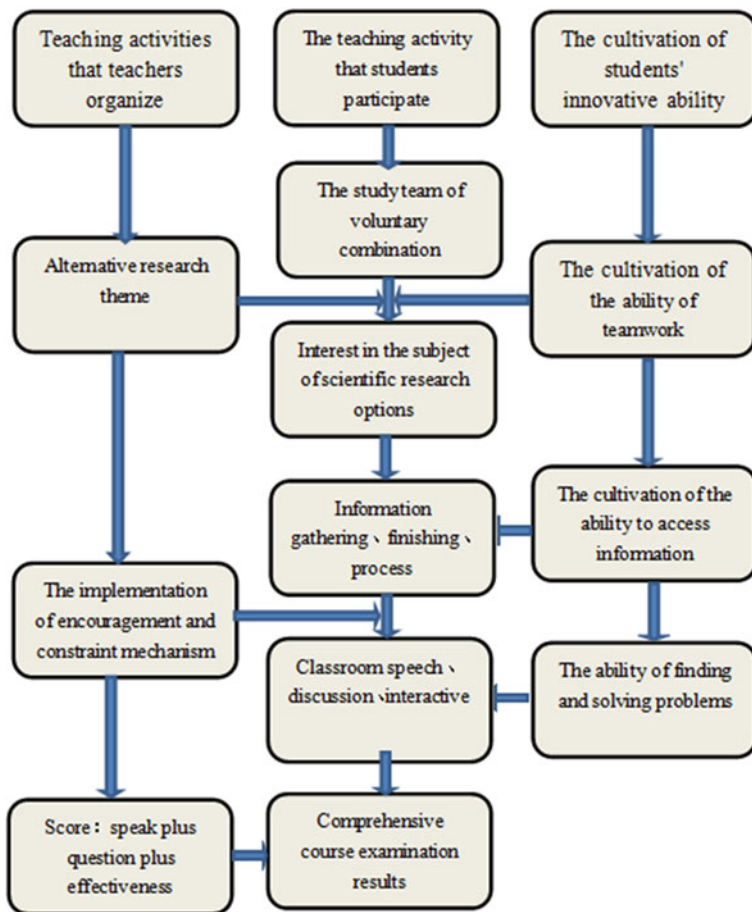 Teaching activities
that teachers
organize
The teaching activity
that students
participate
The cultivation of
students'
innovative ability
The study team of
voluntary
combination
Alternative research
theme
The cultivation of
the ability of
teamwork
Interest in the subject
of scientific research
options
Information
gathering、finishing、
process
The cultivation of the
ability to access
information
The implementation
of encouragement and
constraint mechanism
Classroom speech、
discussion、interactive
The ability of finding
and solving problems
Score：speak plus
question plus
effectiveness
Comprehensive
course examination
results